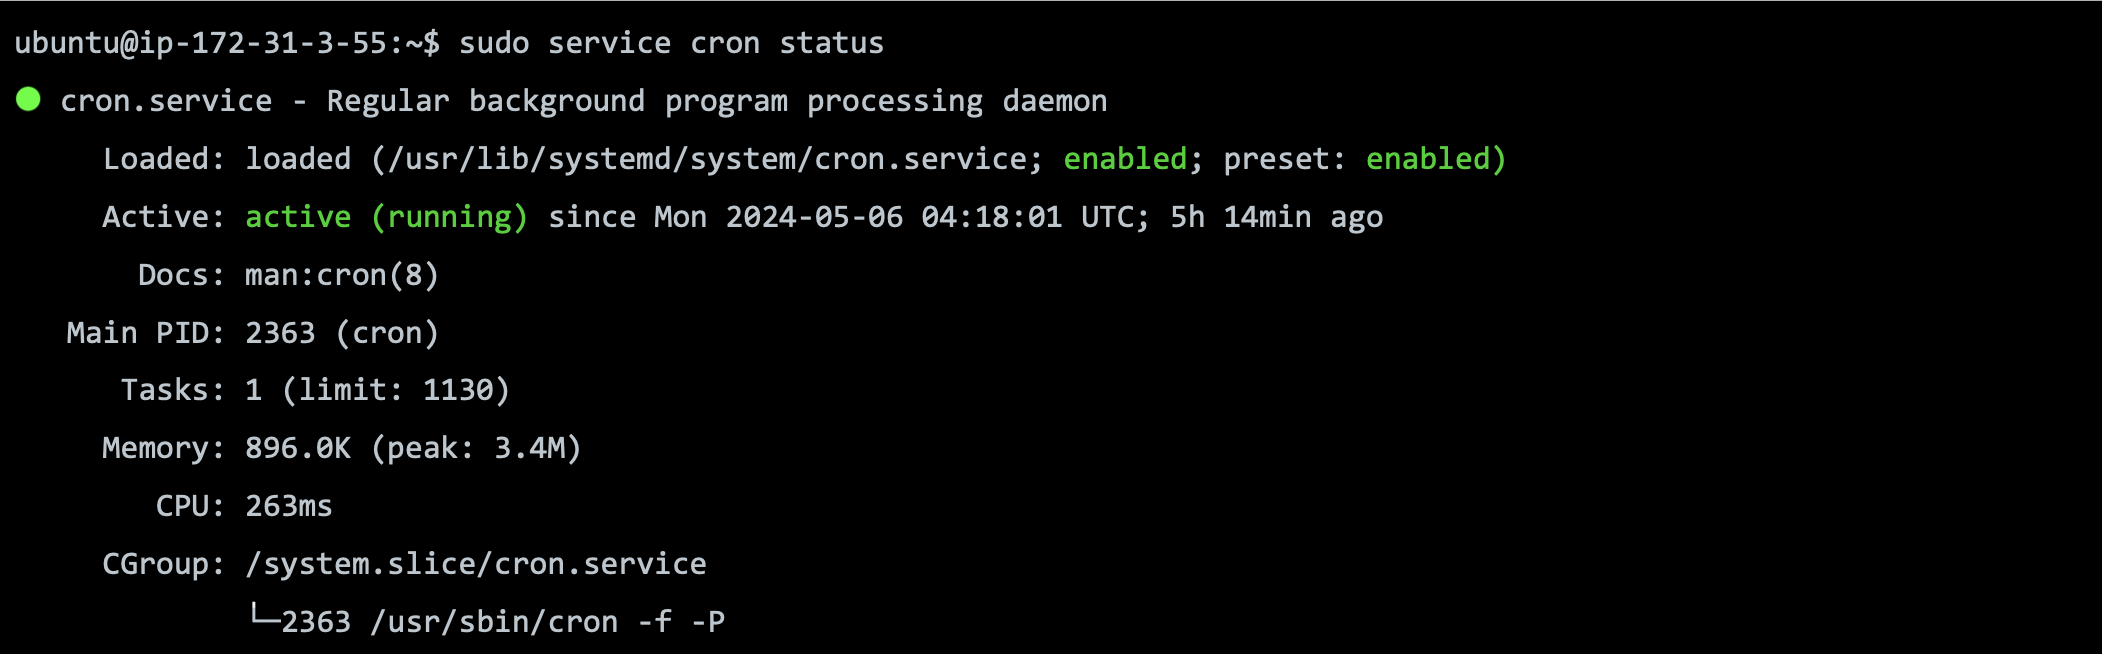 ubuntu@ip-172-31-3-55:~$ sudo service cron status
● cron.service - Regular background program processing daemon
Loaded: loaded (/usr/lib/systemd/system/cron.service; enabled; preset: enabled)
Active: active (running) since Mon 2024-05-06 04:18:01 UTC; 5h 14min ago
Docs: man:cron(8)
Main PID: 2363 (cron)
Tasks: 1 (limit: 1130)
Memory: 896.0K (peak: 3.4M)
CPU: 263ms
CGroup: /system.slice/cron.service
└─2363 /usr/sbin/cron -f -P